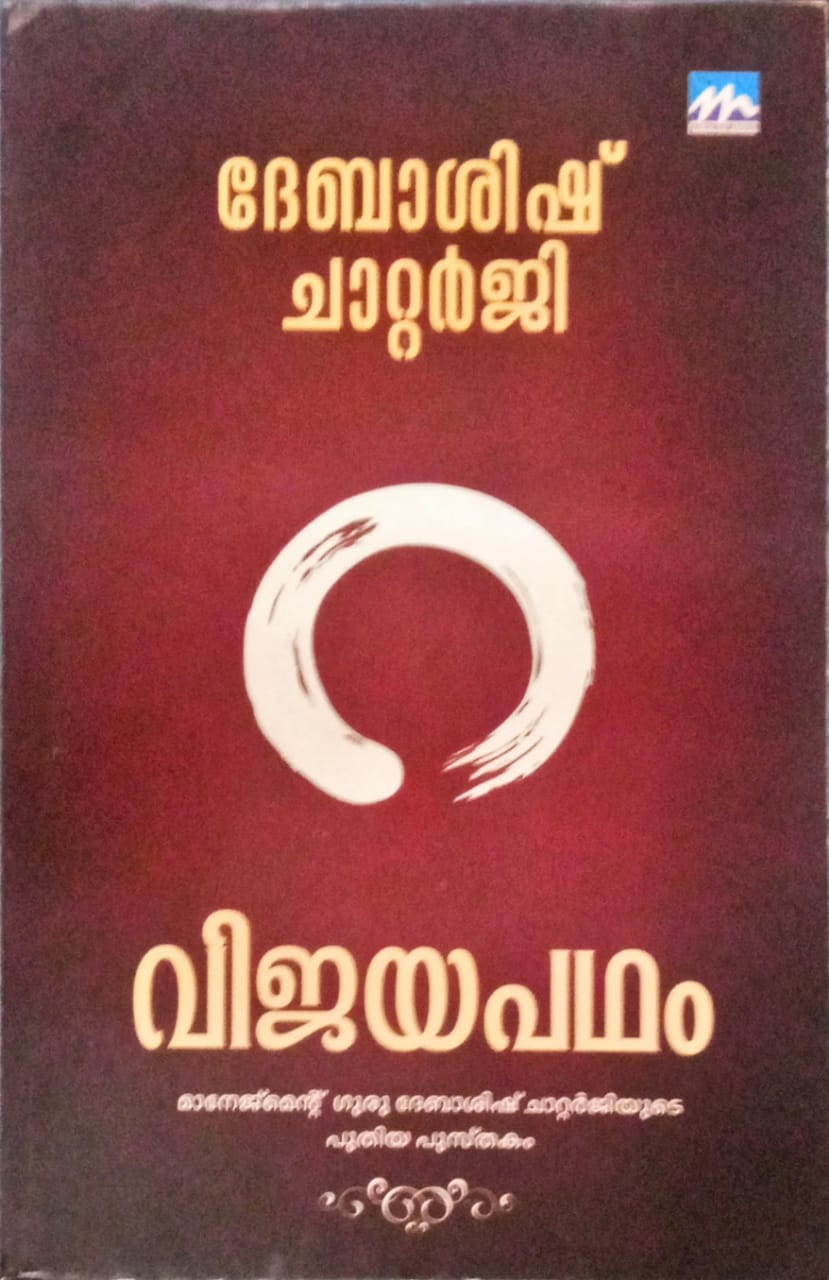 ദേബാശിഷ്
ചാറ്റർജി
വിജയപഥം
മാനേജ്മെന്റ് ഗുരു ദേബാശിഷ് ചാറ്റർജിയുടെ
പുതിയ പുസ്തകം